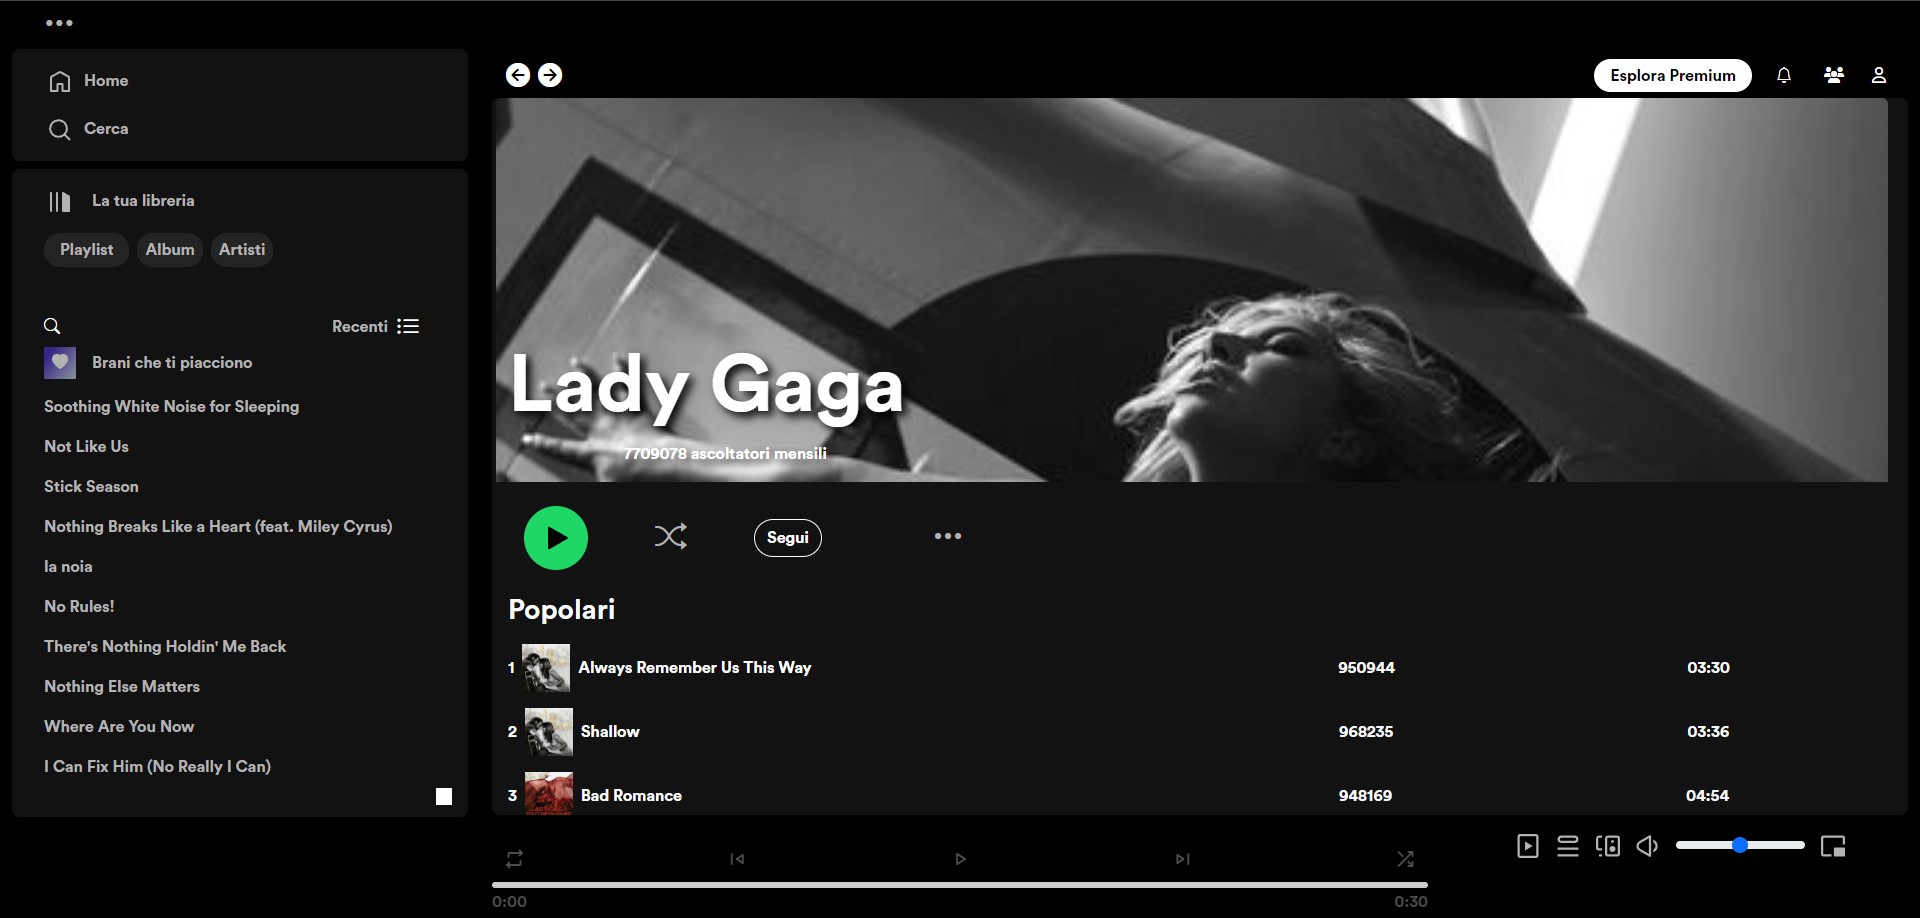 Home
Cerca
La tua libreria
Playlist Album Artisti
Recenti
Brani che ti piacciono
Soothing White Noise for Sleeping
Not Like Us
Stick Season
Nothing Breaks Like a Heart (feat. Miley Cyrus)
la noia
No Rules!
There's Nothing Holdin' Me Back
Nothing Else Matters
Where Are You Now
I Can Fix Him (No Really I Can)
Esplora Premium
Lady Gaga
7709078 ascoltatori mensili
Segui
Popolari
1 Always Remember Us This Way 950944 03:30
2 Shallow 968235 03:36
3 Bad Romance 948169 04:54
0:00 0:30